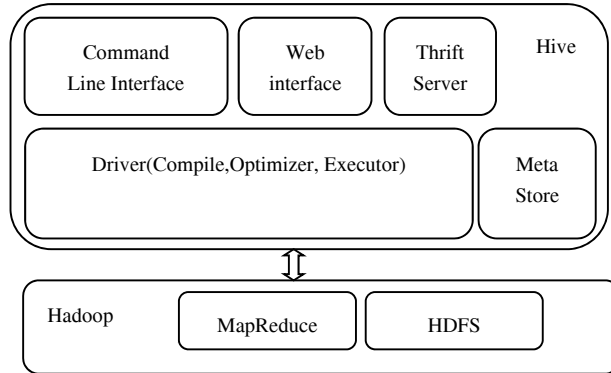 Command
Line Interface
Web
interface
Thrift
Server
Hive
Driver(Compile,Optimizer, Executor)
Meta
Store
Hadoop
MapReduce
HDFS